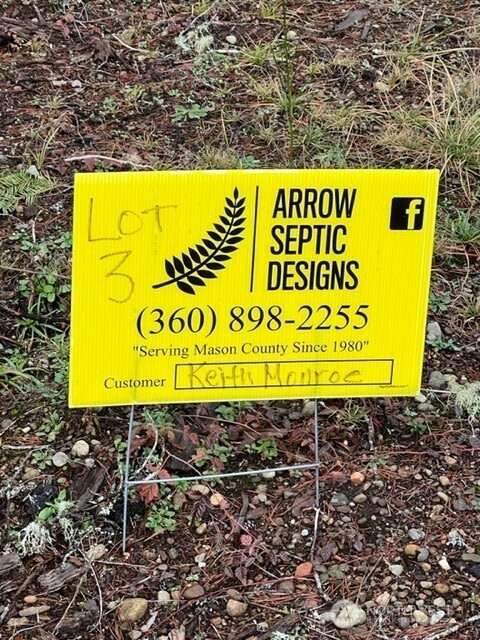 Lot
3
ARROW
SEPTIC
DESIGNS
f
(360) 898-2255
"Serving Mason County Since 1980"
Customer Keith Monroe